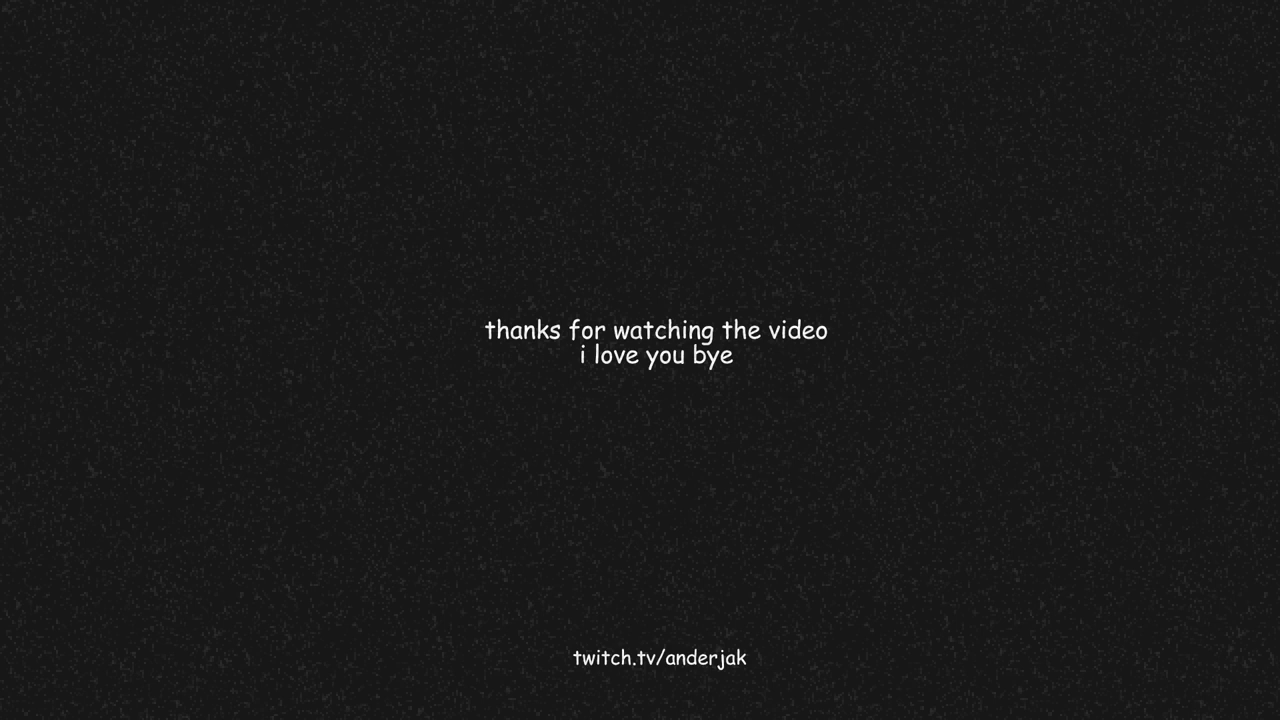 thanks for watching the video
i love you bye
twitch.tv/anderjak